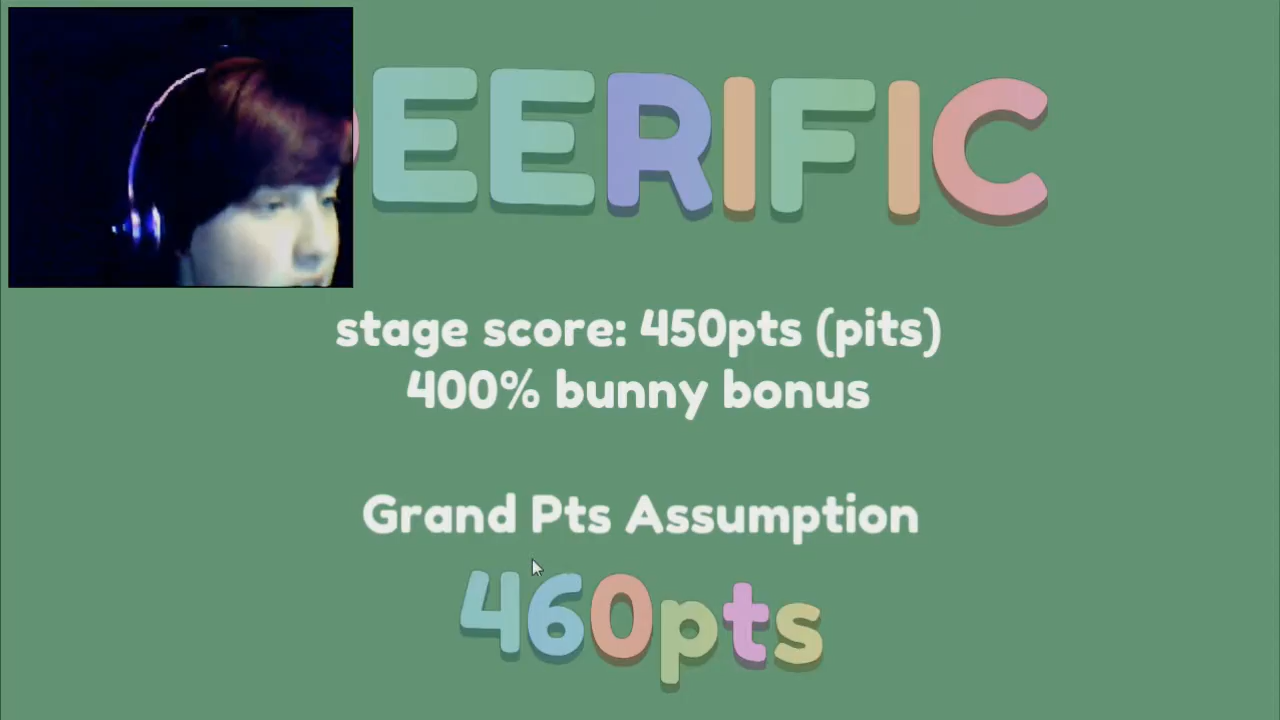 EERIFIC
stage score: 450pts (pits)
400% bunny bonus
Grand Pts Assumption
460pts